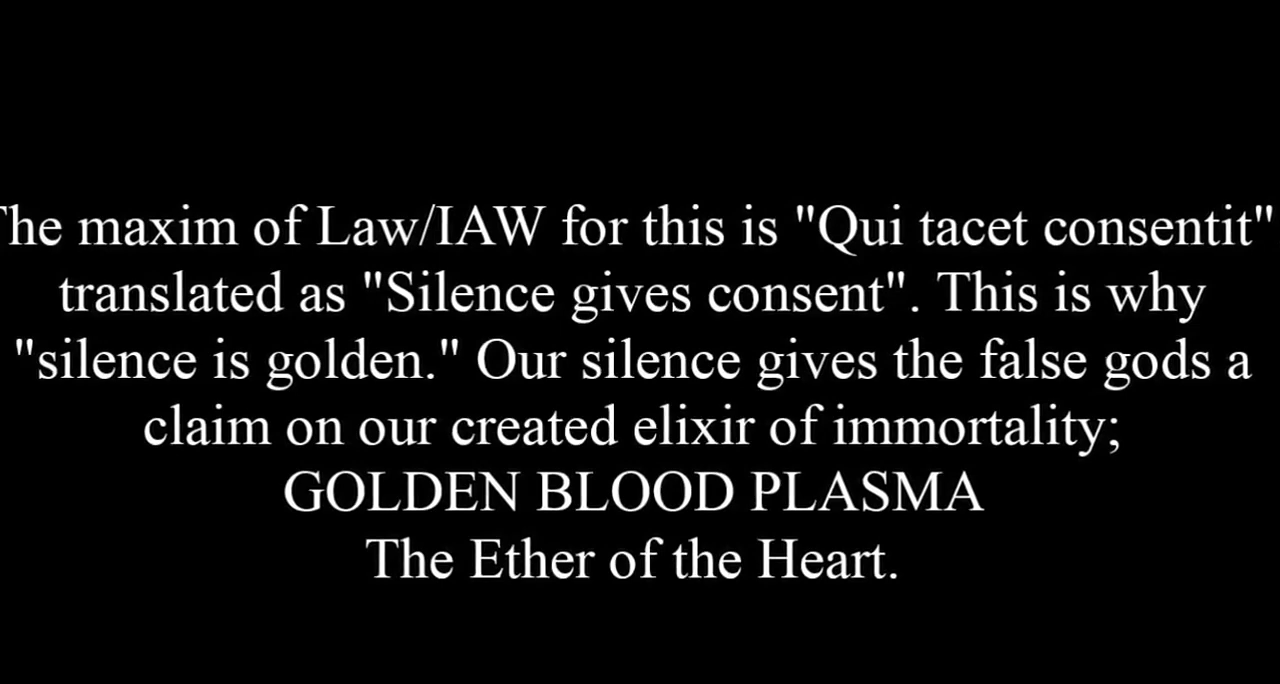 The maxim of Law/IAW for this is "Qui tacet consentit"
translated as "Silence gives consent". This is why
"silence is golden." Our silence gives the false gods a
claim on our created elixir of immortality;
GOLDEN BLOOD PLASMA
The Ether of the Heart.